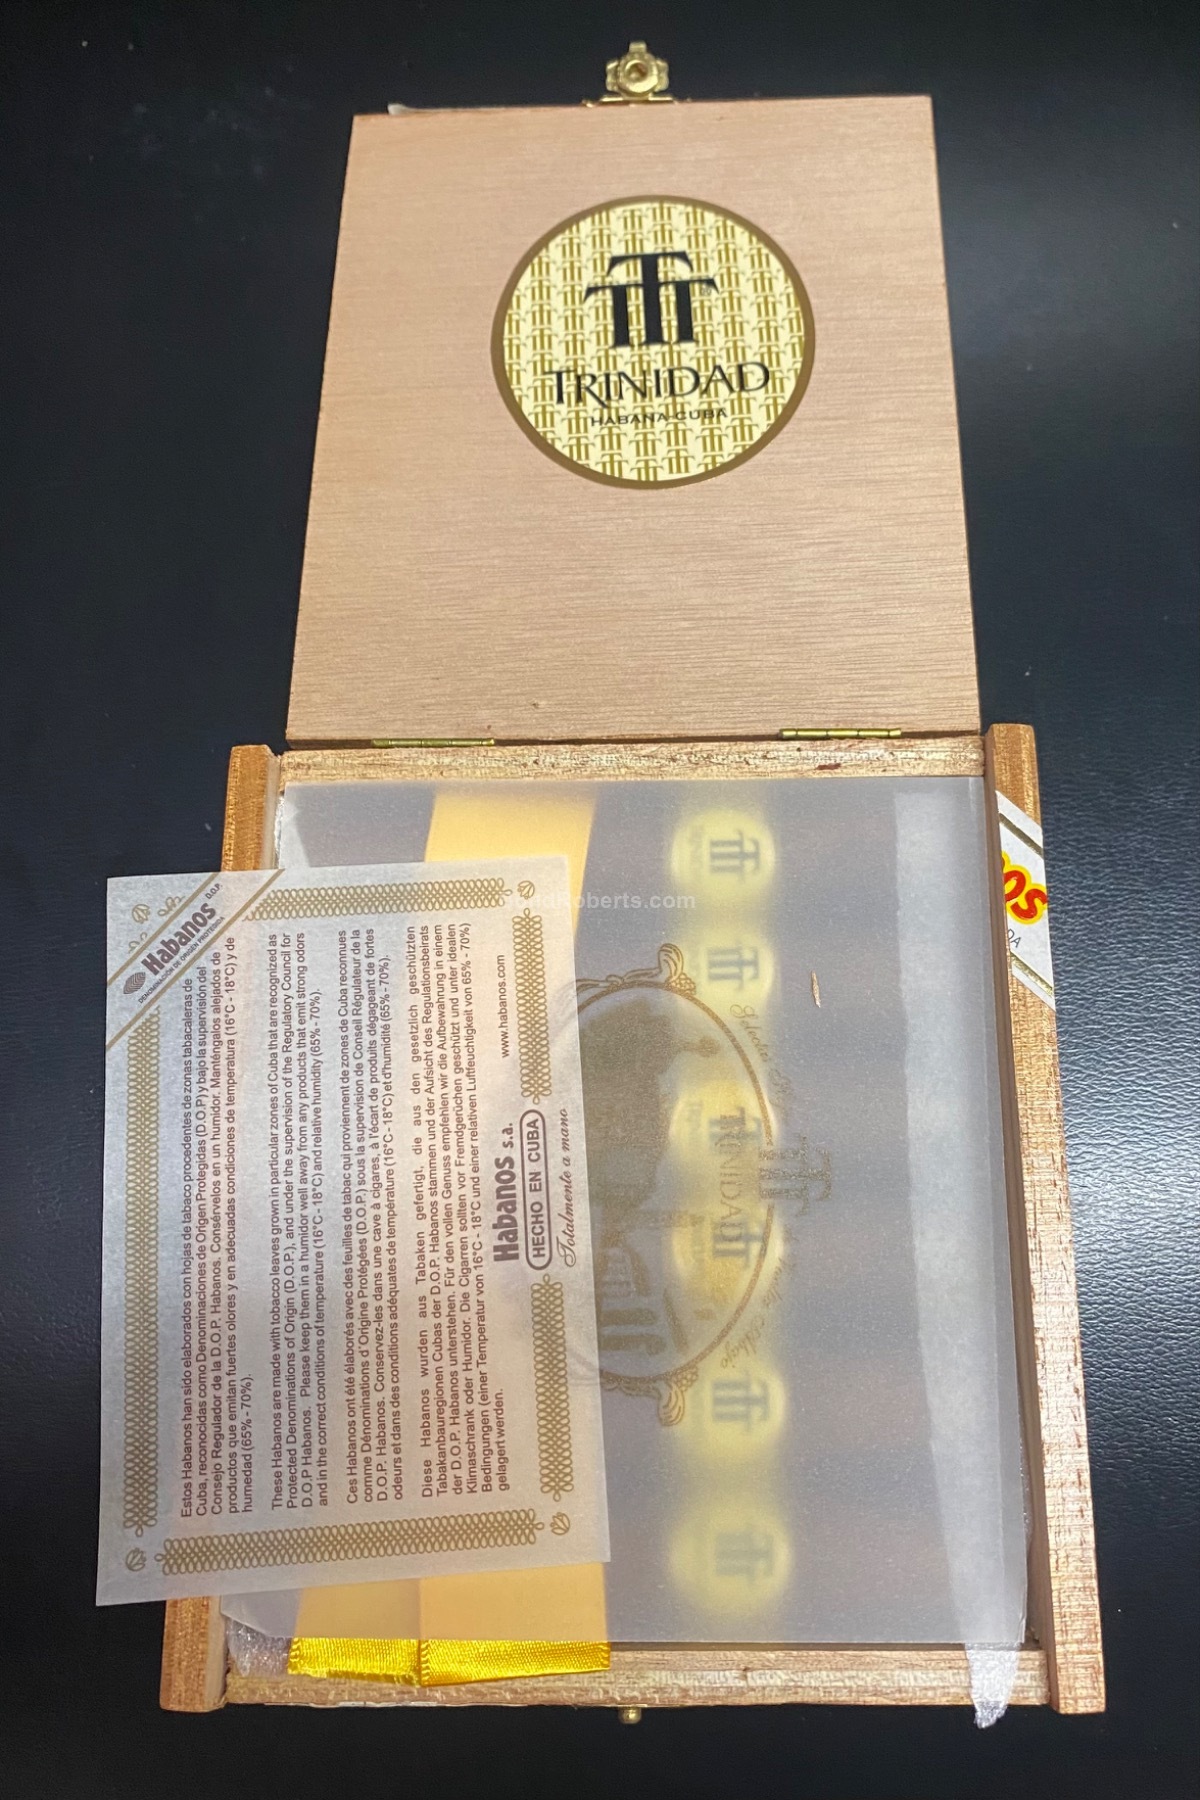 TTT
TRINIDAD
HABANA-CUBA
Habanos D.O.P.
DENOMINACIÓN DE ORIGEN PROTEGIDA
Estos Habanos han sido elaborados con hojas de tabaco procedentes de zonas tabacaleras de
Cuba, reconocidas como Denominaciones de Origen Protegidas (D.O.P) y bajo la supervisión del
Consejo Regulador de la D.O.P. Habanos. Consérvelos en un humidor. Manténgalos alejados de
productos que emitan fuertes olores y en adecuadas condiciones de temperatura (16°C - 18°C) y de
humedad (65% - 70%).
These Habanos are made with tobacco leaves grown in particular zones of Cuba that are recognized as
Protected Denominations of Origin (D.O.P.), and under the supervision of the Regulatory Council for
D.O.P Habanos. Please keep them in a humidor well away from any products that emit strong odors
and in the correct conditions of temperature (16°C - 18°C) and relative humidity (65% - 70%).
Ces Habanos ont été élaborés avec des feuilles de tabac qui proviennent de zones de Cuba reconnues
comme Dénominations d'Origine Protégées (D.O.P.) sous la supervision de Conseil Régulateur de la
D.O.P. Habanos. Conservez-les dans une cave à cigares, à l'écart de produits dégageant de fortes
odeurs et dans des conditions adéquates de température (16°C - 18°C) et d'humidité (65% - 70%).
Diese Habanos wurden aus Tabaken gefertigt, die aus den gesetzlich geschützten
Tabakanbauregionen Cubas der D.O.P. Habanos stammen und der Aufsicht des Regulationsbeirats
der D.O.P. Habanos unterstehen. Für den vollen Genuss empfehlen wir die Aufbewahrung in einem
Klimaschrank oder Humidor. Die Cigarren sollten vor Fremdgerüchen geschützt und unter idealen
Bedingungen (einer Temperatur von 16°C - 18°C und einer relativen Luftfeuchtigkeit von 65% - 70%)
gelagert werden.
Habanos s.a.
www.habanos.com
HECHO EN CUBA
Totalmente a mano
TRINIDAD